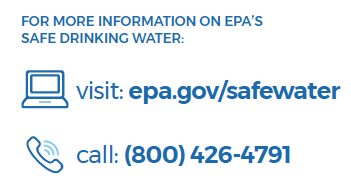 FOR MORE INFORMATION ON EPA’S
SAFE DRINKING WATER:
visit: epa.gov/safewater
call: (800) 426-4791